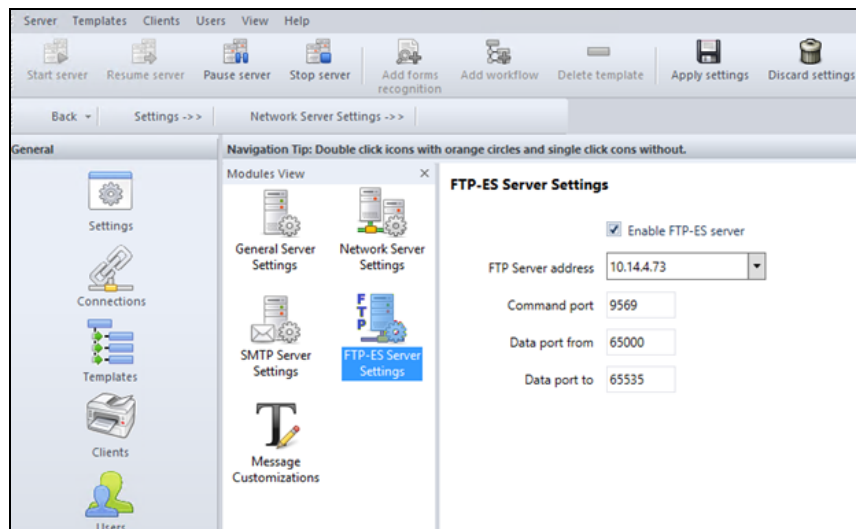 Server Templates Clients Users View Help
Start server Resume server Pause server Stop server Add forms recognition Add workflow Delete template Apply settings Discard settings
Back Settings ->> Network Server Settings ->>
General
Navigation Tip: Double click icons with orange circles and single click cons without.
Settings
Connections
Templates
Clients
Users
Modules View ×
General Server
Settings
Network Server
Settings
SMTP Server
Settings
FTP
FTP-ES Server
Settings
Message
Customizations
FTP-ES Server Settings
Enable FTP-ES server
FTP Server address 10.14.4.73
Command port 9569
Data port from 65000
Data port to 65535